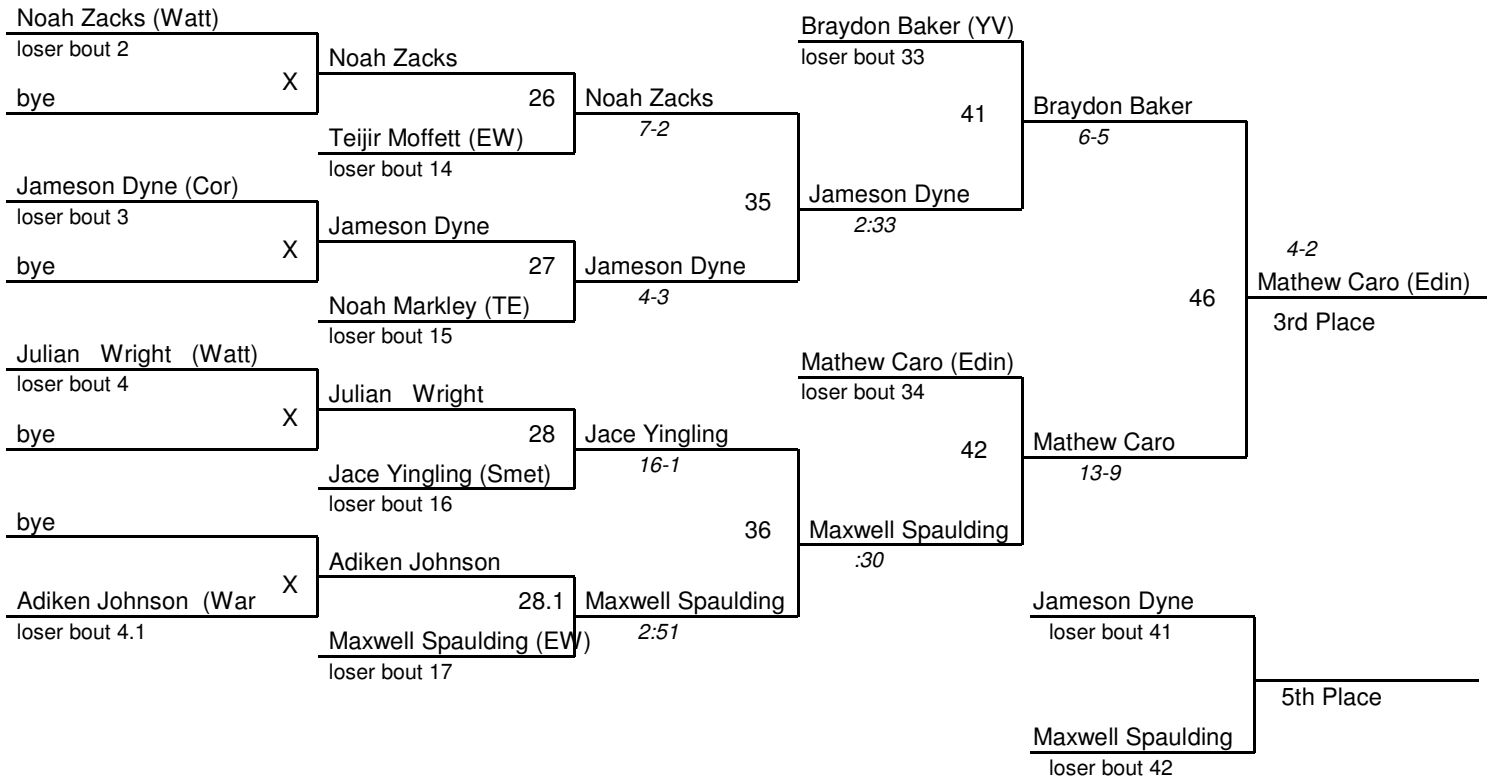 Noah Zacks (Watt)
loser bout 2
bye
X
Jameson Dyne (Cor)
loser bout 3
bye
X
Julian Wright (Watt)
loser bout 4
bye
X
bye
X
Adiken Johnson (War
loser bout 4.1
Noah Zacks
26
Teijir Moffett (EW)
loser bout 14
Jameson Dyne
27
Noah Markley (TE)
loser bout 15
Julian Wright
28
Jace Yingling (Smet)
loser bout 16
Adiken Johnson
28.1
Maxwell Spaulding (EW)
loser bout 17
Noah Zacks
7-2
35
Jameson Dyne
4-3
Jace Yingling
16-1
36
Maxwell Spaulding
2:51
Braydon Baker (YV)
loser bout 33
41
Jameson Dyne
2:33
Mathew Caro (Edin)
loser bout 34
42
Maxwell Spaulding
:30
Braydon Baker
6-5
46
Mathew Caro
13-9
4-2
Mathew Caro (Edin)
3rd Place
Jameson Dyne
loser bout 41
5th Place
Maxwell Spaulding
loser bout 42